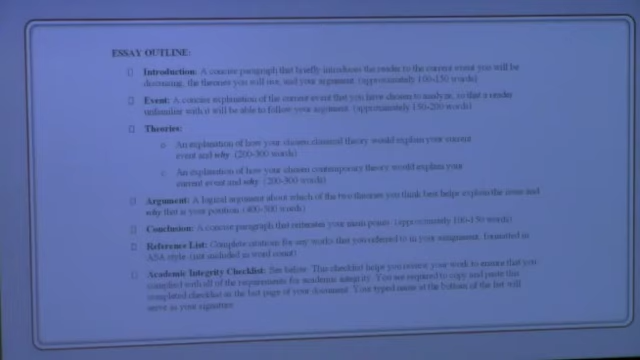 ESSAY OUTLINE:
Introduction: A concise paragraph that briefly introduces the reader to the current event you will be
discussing, the theories you will use, and your argument. (approximately 100-150 words)
Event: A concise explanation of the current event that you have chosen to analyze, so that a reader
unfamiliar with it will be able to follow your argument. (approximately 150-200 words)
Theories:
An explanation of how your chosen classical theory would explain your current
event and why (200-300 words)
An explanation of how your chosen contemporary theory would explain your
current event and why (200-300 words)
Argument: A logical argument about which of the two theories you think best helps explain the issue and
why that is your position (words)
Conclusion: A concise paragraph that your main points. (approximately 100-150 words)
Reference List: Complete citations for any works that you referred to in your assignment, formatted in
ASA style. (not included in word count)
Academic Integrity Checklist: See below. This checklist helps you your work to ensure that you
complied with all of the requirements for academic integrity. You are required to copy and paste this
completed checklist as the last page of your document. Your typed name at the bottom of the list will
serve as your signature.